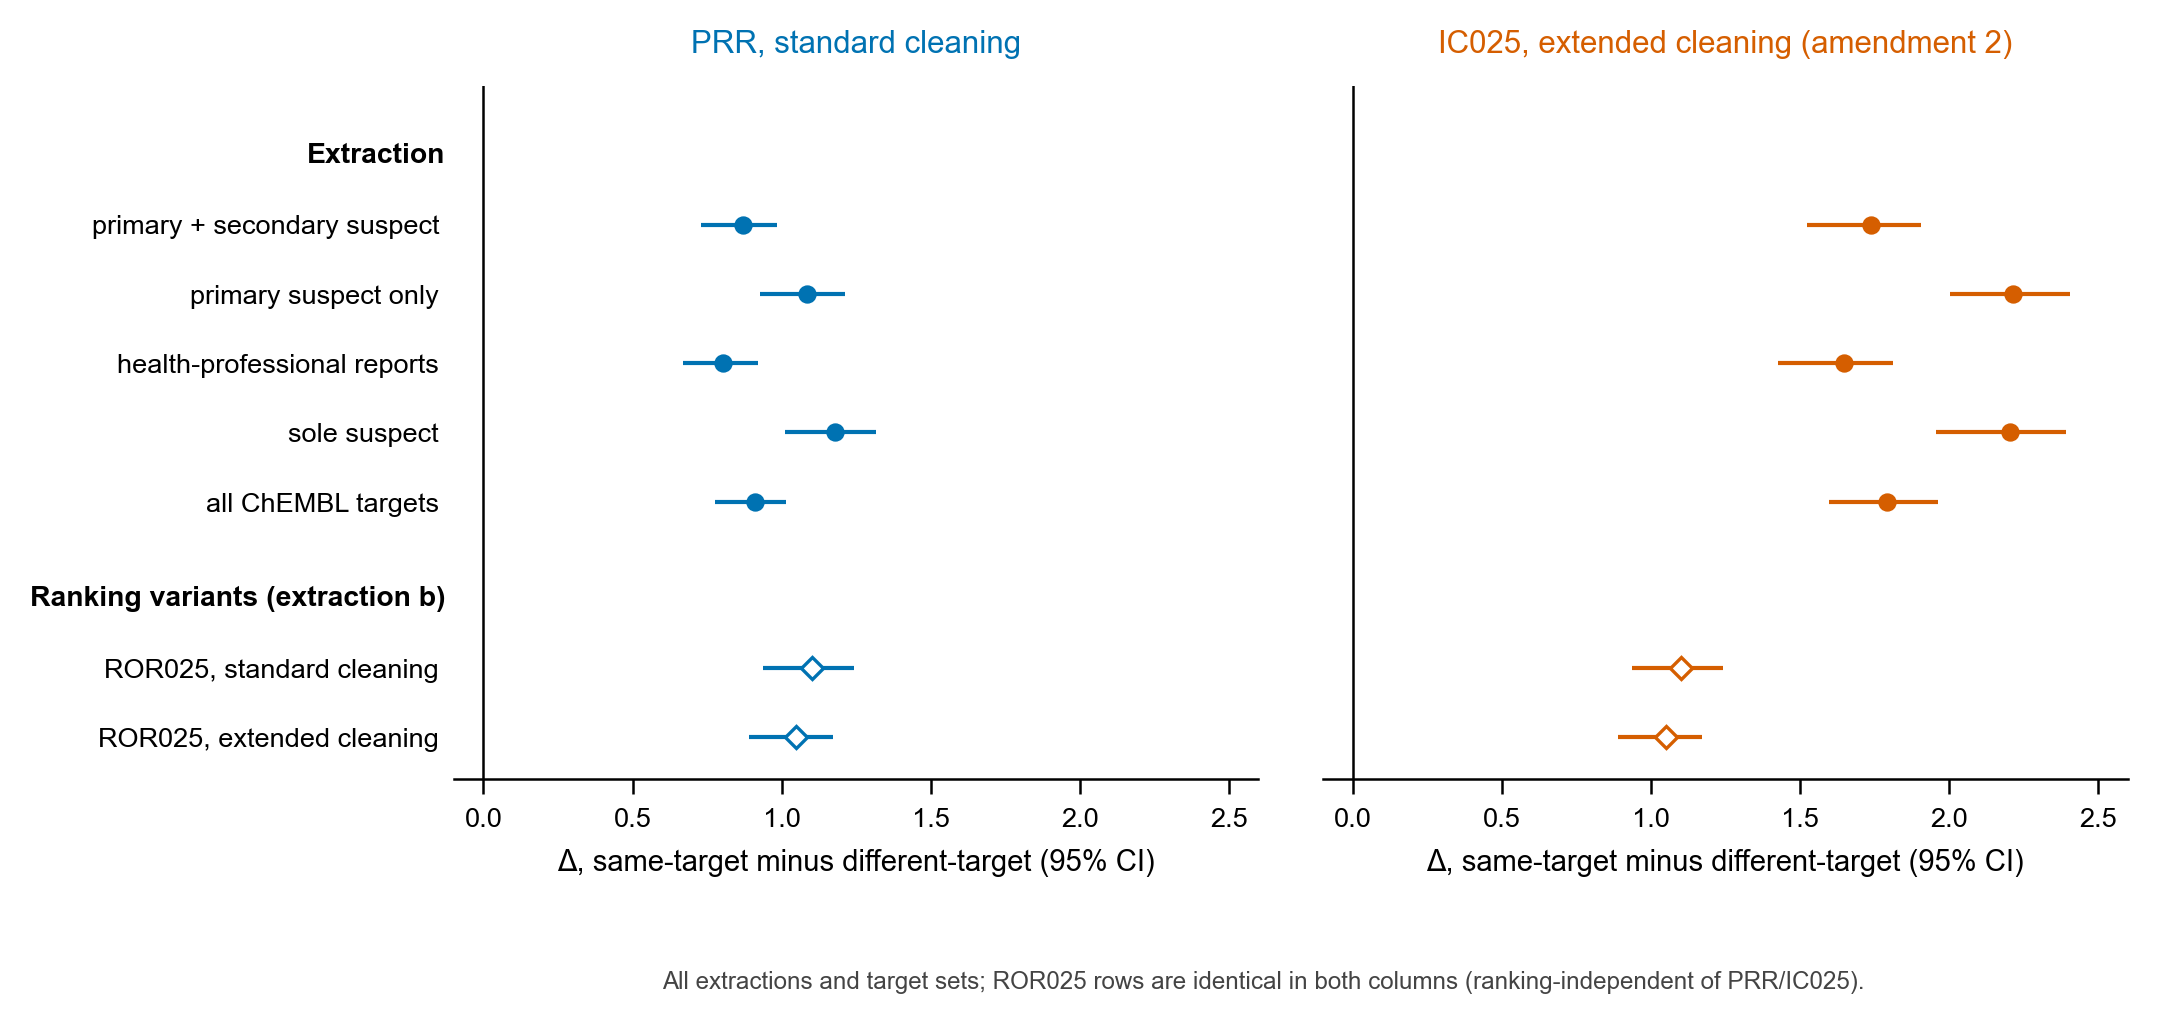 PRR, standard cleaning
IC025, extended cleaning (amendment 2)
Extraction
primary + secondary suspect
primary suspect only
health-professional reports
sole suspect
all ChEMBL targets
Ranking variants (extraction b)
ROR025, standard cleaning
ROR025, extended cleaning
0.0 0.5 1.0 1.5 2.0 2.5
0.0 0.5 1.0 1.5 2.0 2.5
Δ, same-target minus different-target (95% CI)
Δ, same-target minus different-target (95% CI)
All extractions and target sets; ROR025 rows are identical in both columns (ranking-independent of PRR/IC025).